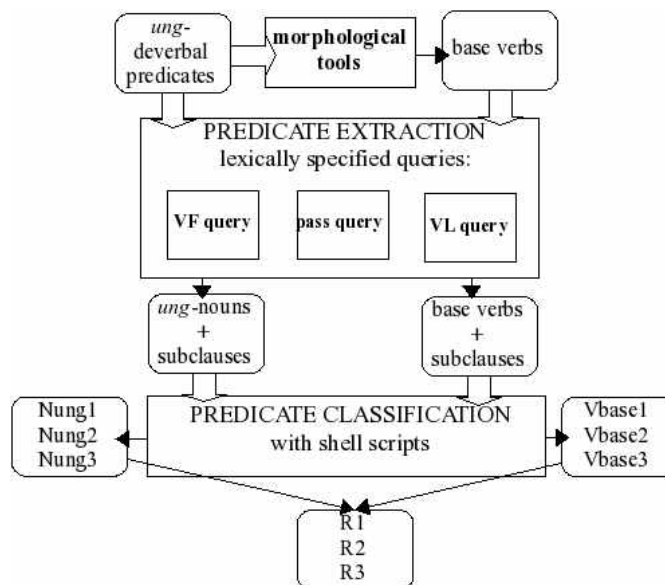 ung-
deverbal
predicates
morphological
tools
base verbs
PREDICATE EXTRACTION
lexically specified queries:
VF query
pass query
VL query
ung-nouns
+
subclauses
base verbs
+
subclauses
Nung1
Nung2
Nung3
PREDICATE CLASSIFICATION
with shell scripts
Vbase1
Vbase2
Vbase3
R1
R2
R3